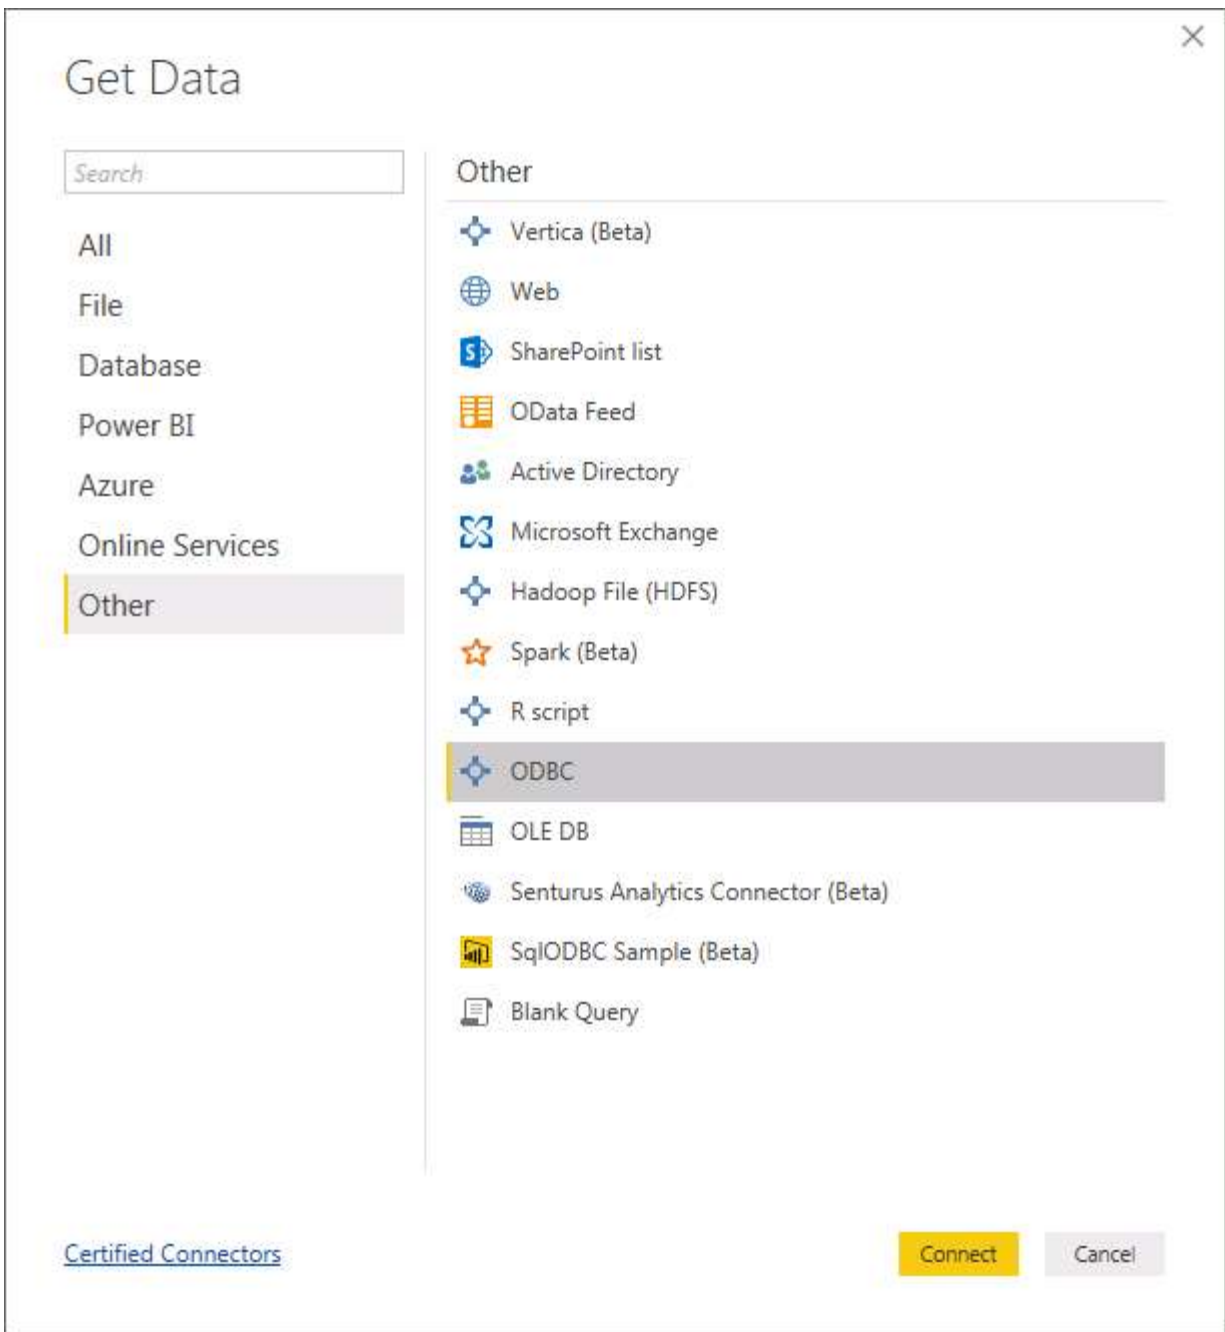 Get Data
Search
All
File
Database
Power BI
Azure
Online Services
Other
Other
Vertica (Beta)
Web
SharePoint list
OData Feed
Active Directory
Microsoft Exchange
Hadoop File (HDFS)
Spark (Beta)
R script
ODBC
OLE DB
Senturus Analytics Connector (Beta)
SqlODBC Sample (Beta)
Blank Query
Certified Connectors
Connect
Cancel